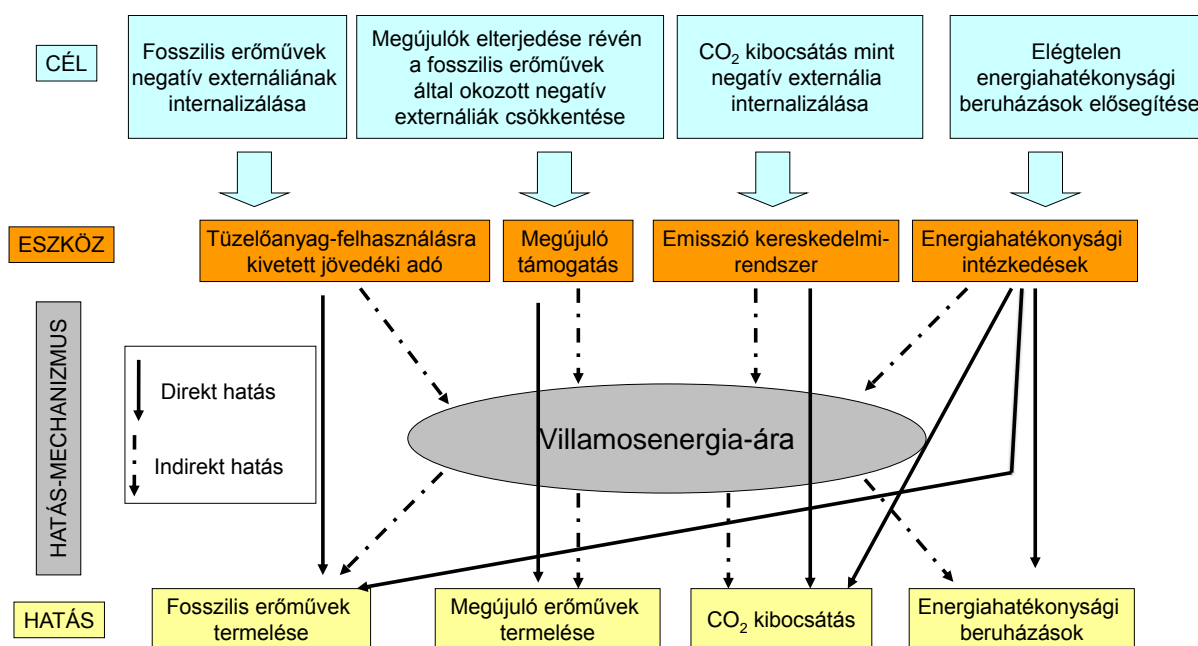 CÉL
Fosszilis erőművek
negatív externáliának
internalizálása
Megújulók elterjedése révén
a fosszilis erőművek
által okozott negatív
externáliák csökkentése
CO₂ kibocsátás mint
negatív externália
internalizálása
Elégtelen
energiahatékonysági
beruházások elősegítése
ESZKÖZ
Tüzelőanyag-felhasználásra
kivetett jövedéki adó
Megújuló
támogatás
Emisszió kereskedelmi-
rendszer
Energiahatékonysági
intézkedések
HATÁS-MECHANIZMUS
Direkt hatás
Indirekt hatás
Villamosenergia-ára
HATÁS
Fosszilis erőművek
termelése
Megújuló erőművek
termelése
CO₂ kibocsátás
Energiahatékonysági
beruházások